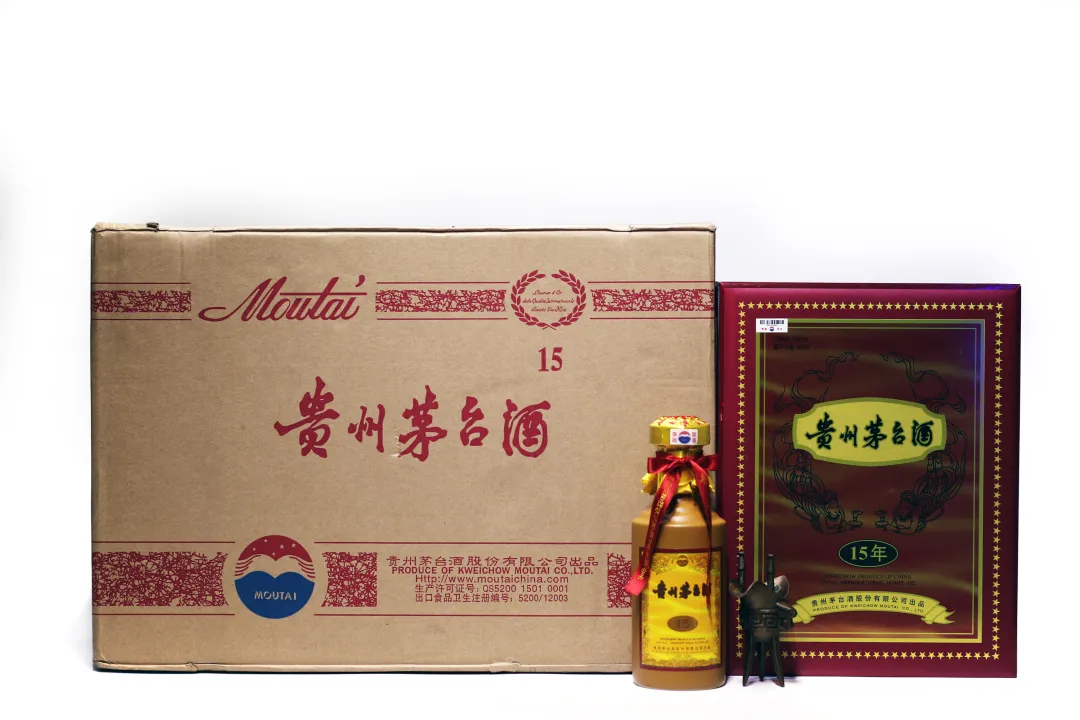 Moutai
15
贵州茅台酒
MOUTAI
贵州茅台酒股份有限公司出品
PRODUCE OF KWEICHOW MOUTAI CO.,LTD.
Http://www.moutaichina.com
生产许可证号：QS5200 1501 0001
出口食品卫生注册编号：5200/12003
贵州茅台酒
15
贵州茅台酒
15年
KWEICHOW PRODUCE OF CHINA
贵州茅台酒股份有限公司出品
PRODUCE OF KWEICHOW MOUTAI CO., LTD.